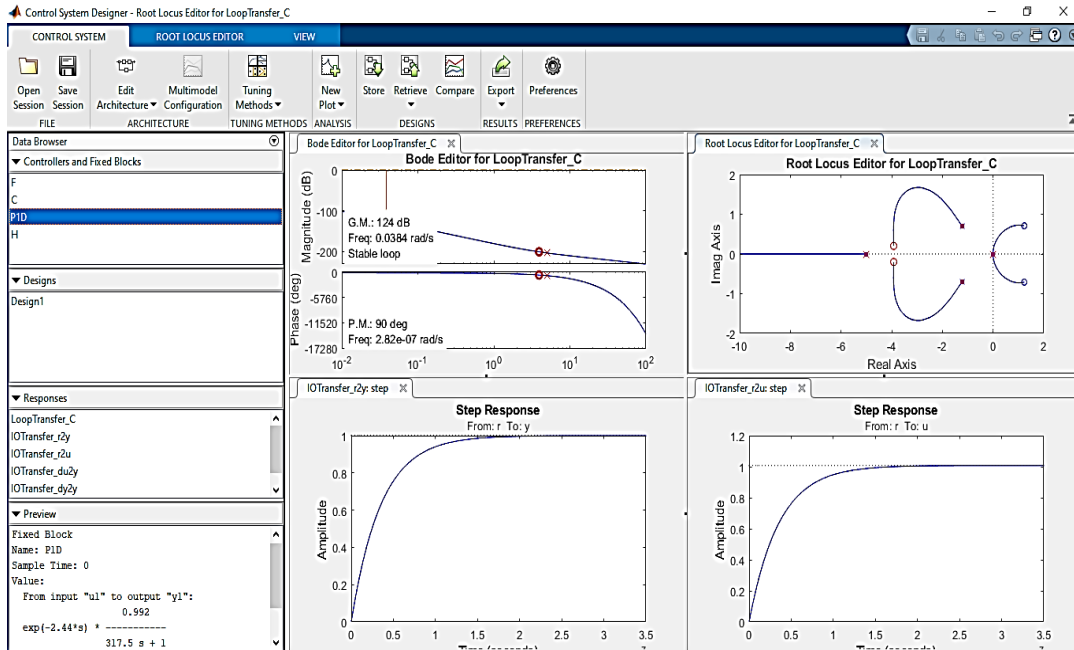 Control System Designer - Root Locus Editor for LoopTransfer_C
CONTROL SYSTEM
ROOT LOCUS EDITOR
VIEW
Open Session
Save Session
Edit Architecture
Multimodel Configuration
Tuning Methods
New Plot
Store
Retrieve
Compare
Export
Preferences
FILE
ARCHITECTURE
TUNING METHODS
ANALYSIS
DESIGNS
RESULTS
PREFERENCES
Data Browser
Controllers and Fixed Blocks
F
C
P1D
H
Designs
Design1
Responses
LoopTransfer_C
IOTransfer_r2y
IOTransfer_r2u
IOTransfer_du2y
IOTransfer_dy2y
Preview
Fixed Block
Name: P1D
Sample Time: 0
Value:
From input "u1" to output "y1":
0.992
exp(-2.44*s) * -----------
317.5 s + 1
Bode Editor for LoopTransfer_C
Bode Editor for LoopTransfer_C
Magnitude (dB)
0
-100
-200
G.M.: 124 dB
Freq: 0.0384 rad/s
Stable loop
Phase (deg)
0
-5760
-11520
-17280
P.M.: 90 deg
Freq: 2.82e-07 rad/s
10^-2
10^-1
10^0
10^1
10^2
Root Locus Editor for LoopTransfer_C
Root Locus Editor for LoopTransfer_C
Imag Axis
2
1
0
-1
-2
-10
-8
-6
-4
-2
0
2
Real Axis
IOTransfer_r2y: step
Step Response
From: r To: y
Amplitude
1
0.8
0.6
0.4
0.2
0
0
0.5
1
1.5
2
2.5
3
3.5
Time (seconds)
IOTransfer_r2u: step
Step Response
From: r To: u
Amplitude
1.2
1
0.8
0.6
0.4
0.2
0
0
0.5
1
1.5
2
2.5
3
3.5
Time (seconds)